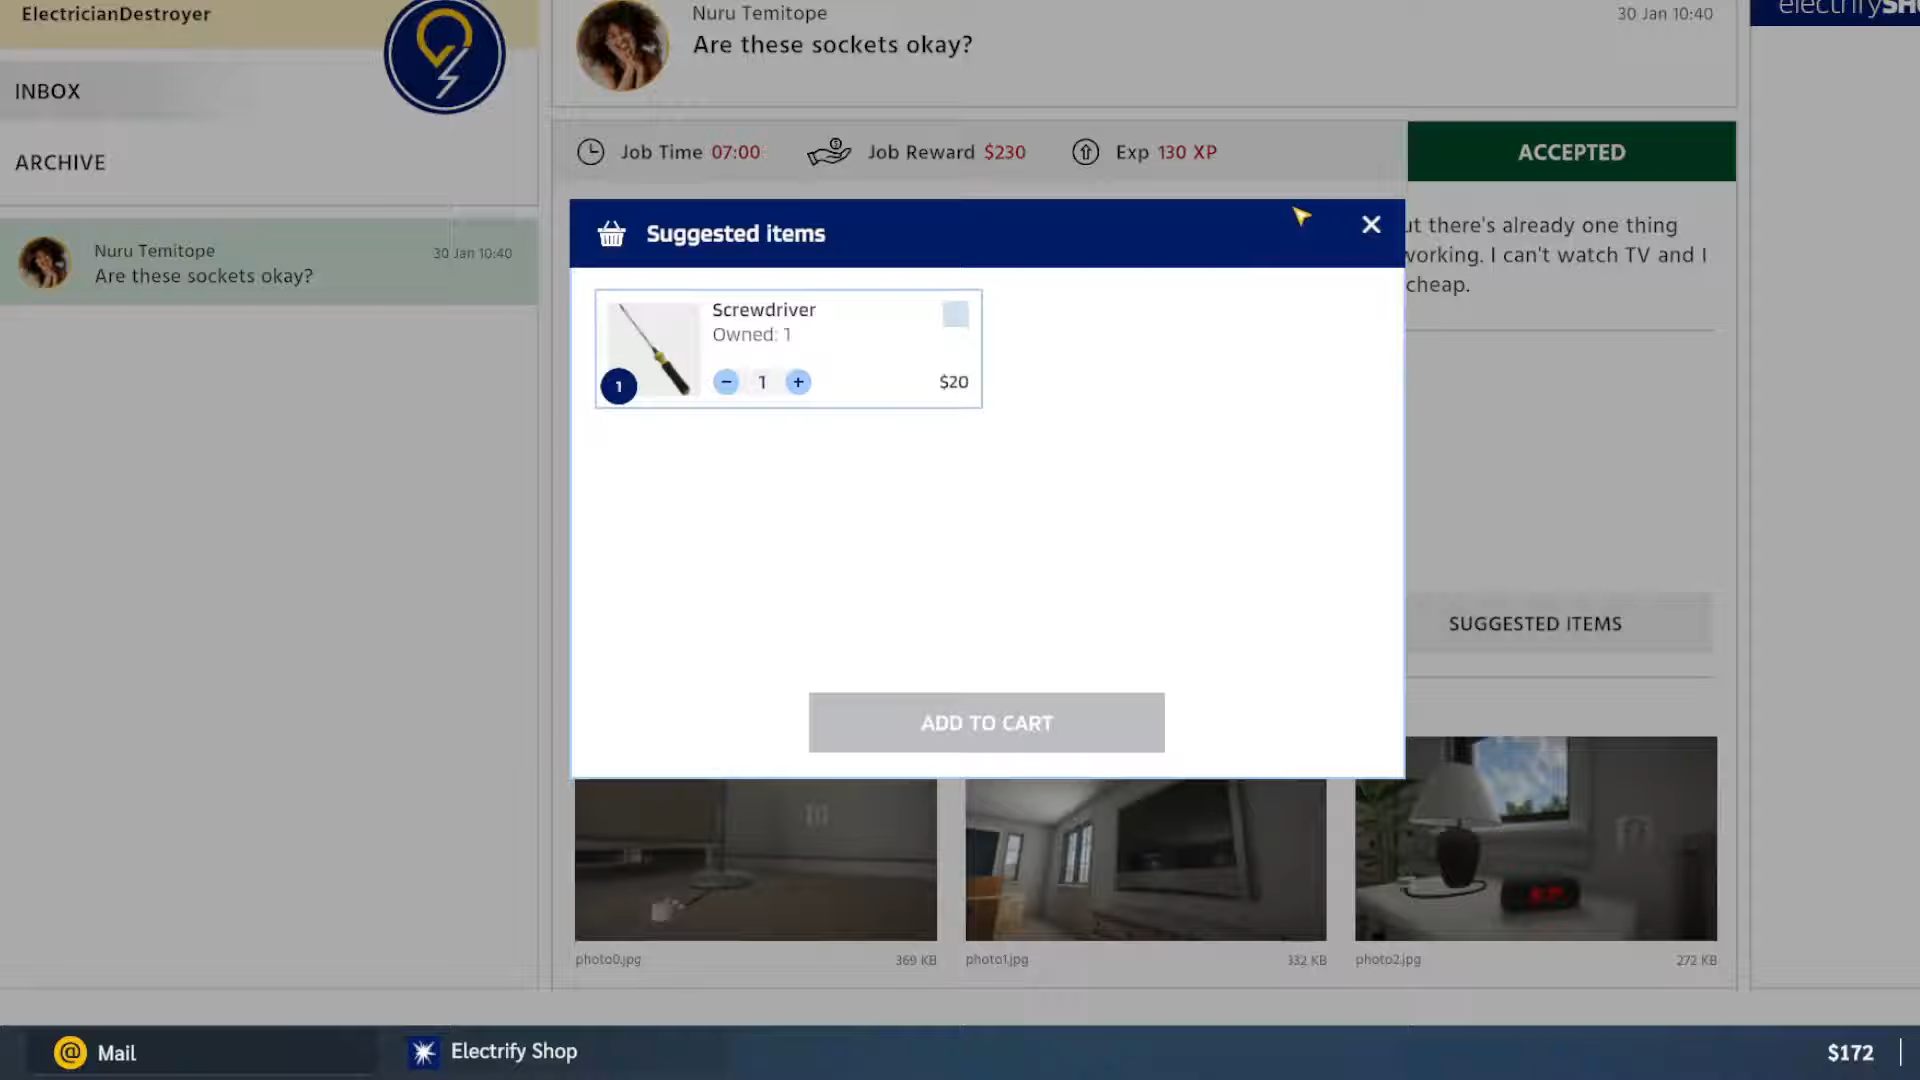 ElectricianDestroyer
INBOX
ARCHIVE
Nuru Temitope
30 Jan 10:40
Are these sockets okay?
Nuru Temitope
30 Jan 10:40
Are these sockets okay?
Job Time 07:00
Job Reward $230
Exp 130 XP
ACCEPTED
ut there's already one thing
working. I can't watch TV and I
cheap.
Suggested items
Screwdriver
Owned: 1
1
− 1 +
$20
ADD TO CART
SUGGESTED ITEMS
photo0.jpg
369 KB
photo1.jpg
332 KB
photo2.jpg
272 KB
@ Mail
Electrify Shop
$172